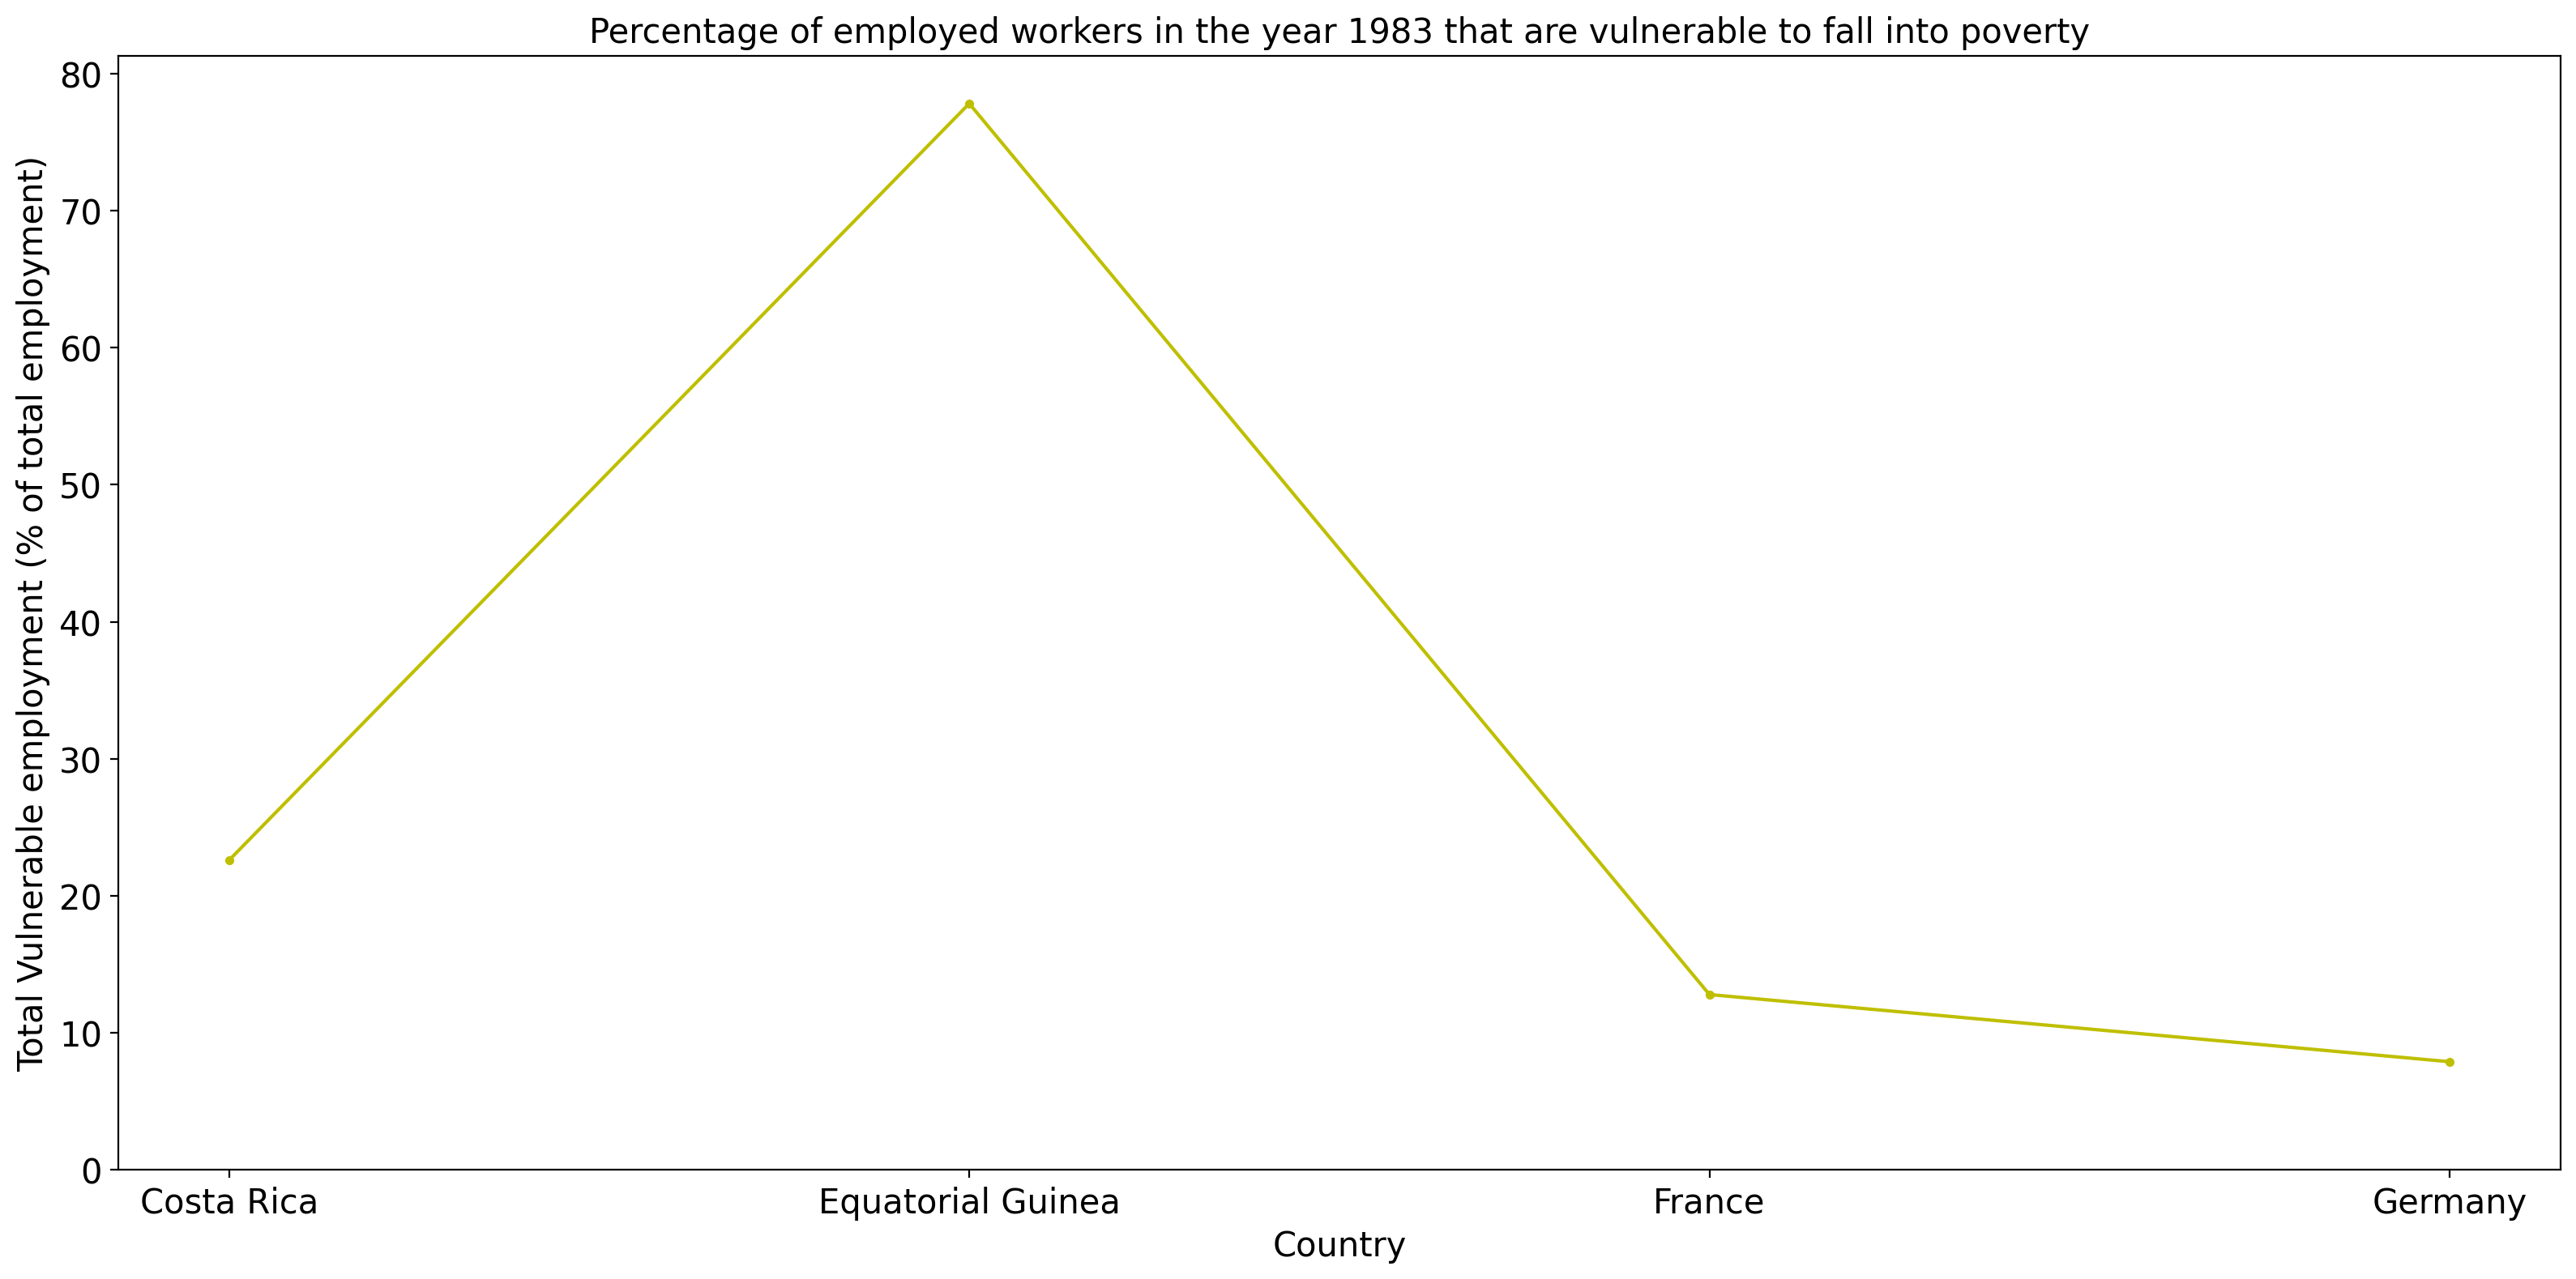 Percentage of employed workers in the year 1983 that are vulnerable to fall into poverty
Total Vulnerable employment (% of total employment)
80
70
60
50
40
30
20
10
0
Costa Rica
Equatorial Guinea
France
Germany
Country